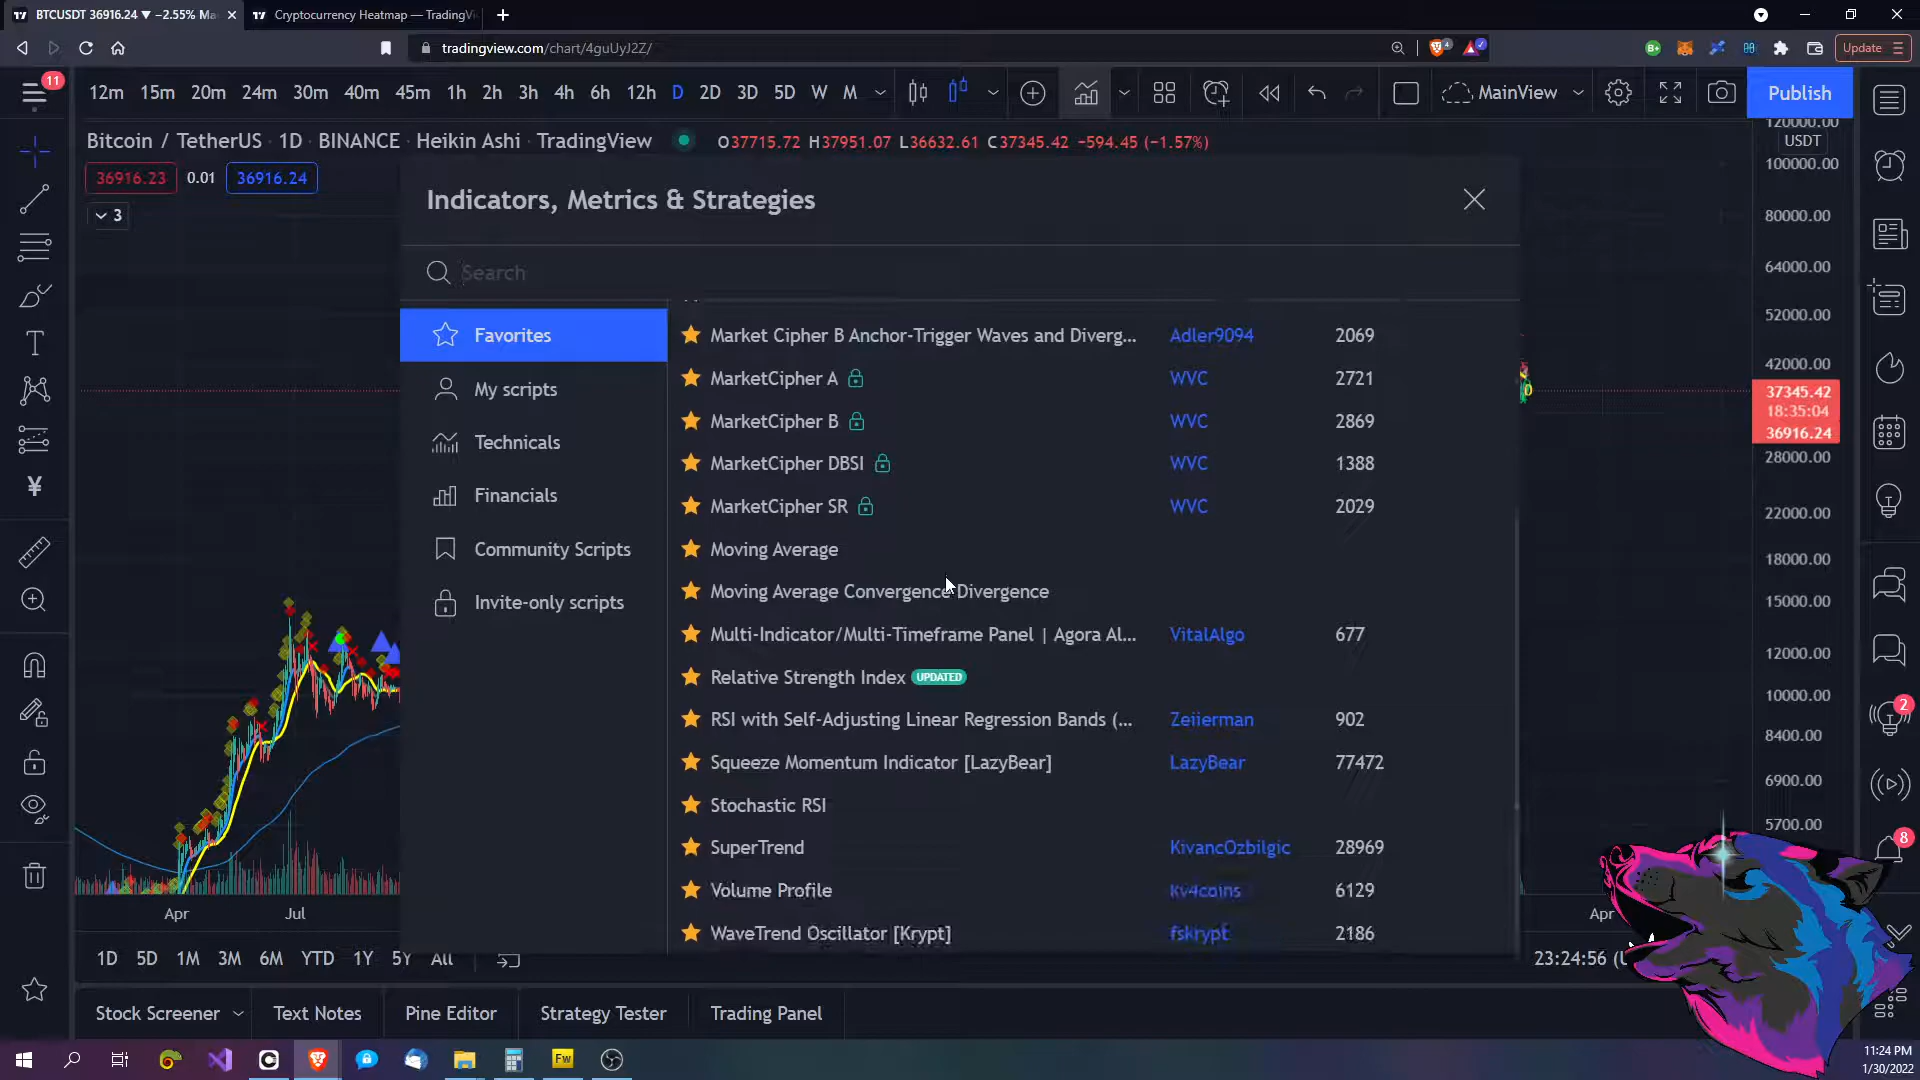 BTCUSDT 36916.24 ▼ −2.55% Ma
Cryptocurrency Heatmap — TradingVi
tradingview.com/chart/4guUyJ2Z/
4
Update
11
12m 15m 20m 24m 30m 40m 45m 1h 2h 3h 4h 6h 12h D 2D 3D 5D W M
MainView
Publish
Bitcoin / TetherUS · 1D · BINANCE · Heikin Ashi · TradingView
O37715.72 H37951.07 L36632.61 C37345.42 −594.45 (−1.57%)
36916.23 0.01 36916.24
3
Indicators, Metrics & Strategies
Search
Favorites
My scripts
Technicals
Financials
Community Scripts
Invite-only scripts
Market Cipher B Anchor-Trigger Waves and Diverg... Adler9094 2069
MarketCipher A WVC 2721
MarketCipher B WVC 2869
MarketCipher DBSI WVC 1388
MarketCipher SR WVC 2029
Moving Average
Moving Average Convergence Divergence
Multi-Indicator/Multi-Timeframe Panel | Agora Al... VitalAlgo 677
Relative Strength Index UPDATED
RSI with Self-Adjusting Linear Regression Bands (... Zeiierman 902
Squeeze Momentum Indicator [LazyBear] LazyBear 77472
Stochastic RSI
SuperTrend KivancOzbilgic 28969
Volume Profile kv4coins 6129
WaveTrend Oscillator [Krypt] fskrypt 2186
120000.00
USDT
100000.00
80000.00
64000.00
52000.00
42000.00
37345.42
18:35:04
36916.24
28000.00
22000.00
18000.00
15000.00
12000.00
10000.00
8400.00
6900.00
5700.00
2
8
Apr
Jul
Apr
1D 5D 1M 3M 6M YTD 1Y 5Y All
23:24:56 (U
Stock Screener
Text Notes
Pine Editor
Strategy Tester
Trading Panel
Fw
11:24 PM
1/30/2022